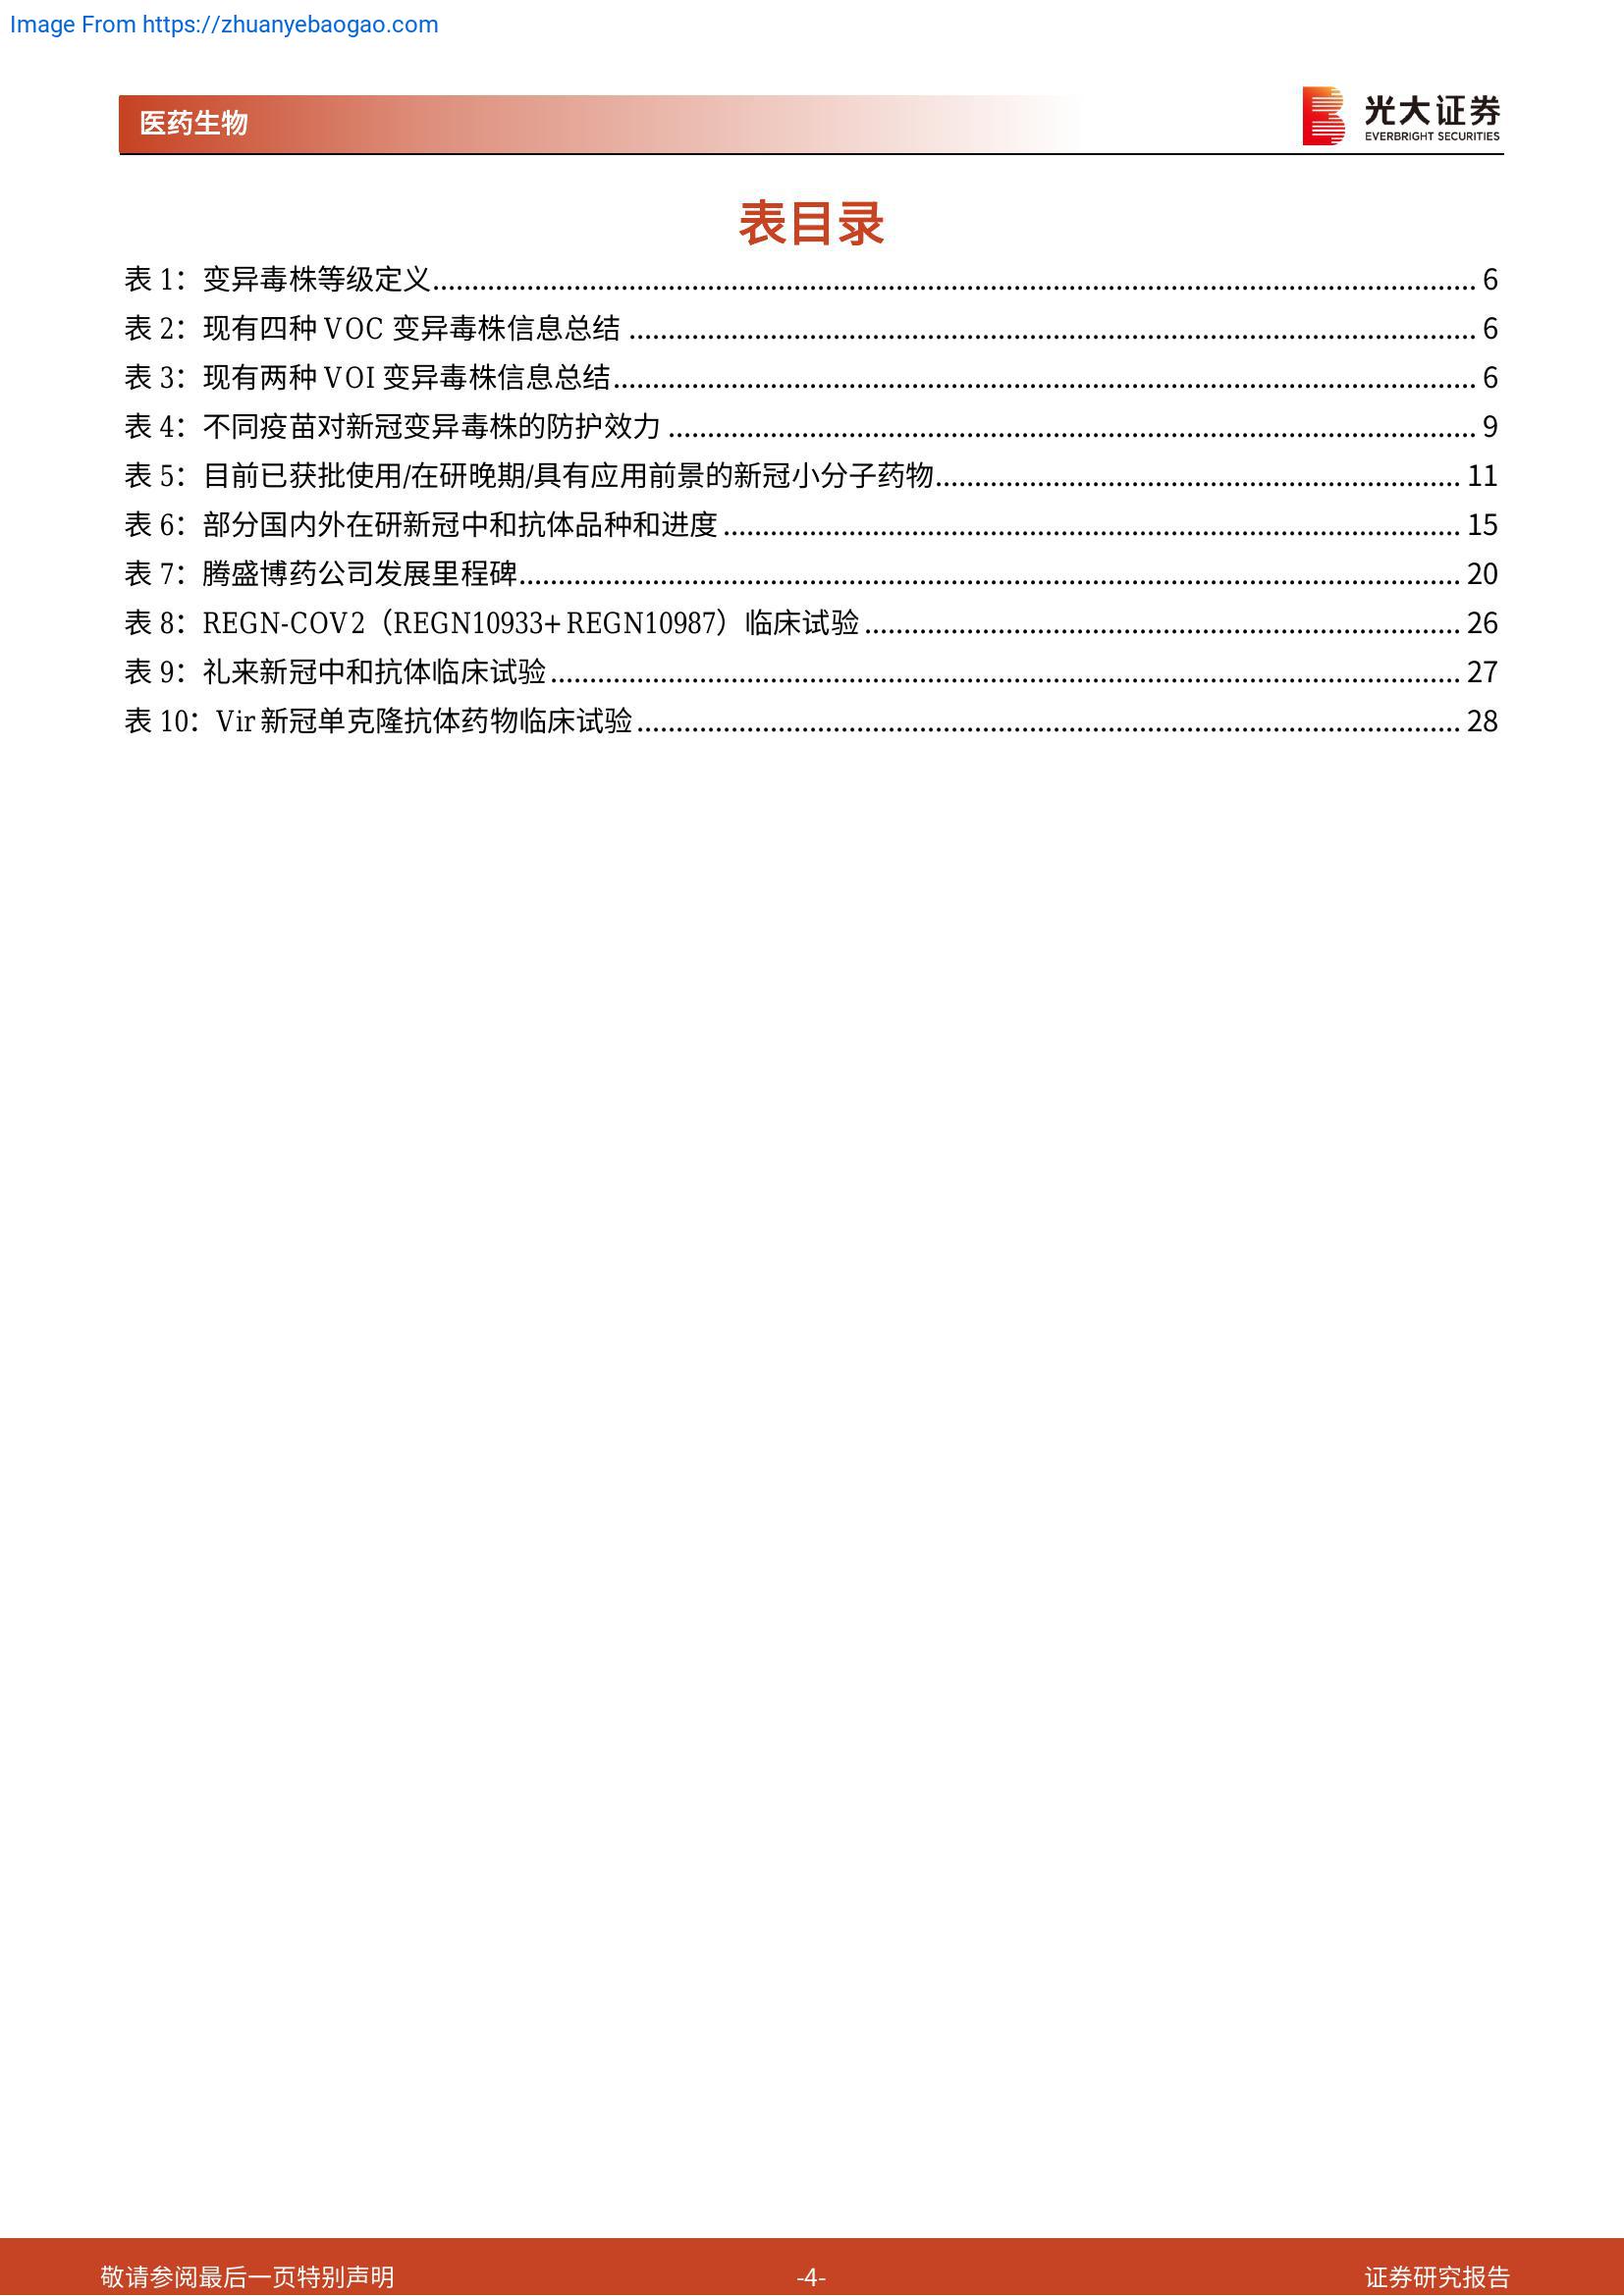 Image From https://zhuanyebaogao.com
医药生物
光大证券
EVERBRIGHT SECURITIES
表目录
表 1：变异毒株等级定义 6
表 2：现有四种 VOC 变异毒株信息总结 6
表 3：现有两种 VOI 变异毒株信息总结 6
表 4：不同疫苗对新冠变异毒株的防护效力 9
表 5：目前已获批使用/在研晚期/具有应用前景的新冠小分子药物 11
表 6：部分国内外在研新冠中和抗体品种和进度 15
表 7：腾盛博药公司发展里程碑 20
表 8：REGN-COV2（REGN10933+REGN10987）临床试验 26
表 9：礼来新冠中和抗体临床试验 27
表 10：Vir 新冠单克隆抗体药物临床试验 28
敬请参阅最后一页特别声明 -4- 证券研究报告